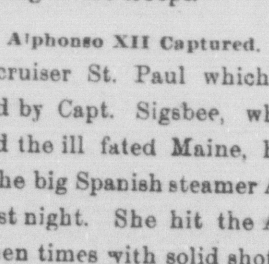 Alphonso XII Captured.
cruiser St. Paul which
d by Capt. Sigsbee, wh
d the ill fated Maine, h
he big Spanish steamer A
st night. She hit the A
en times with solid shot